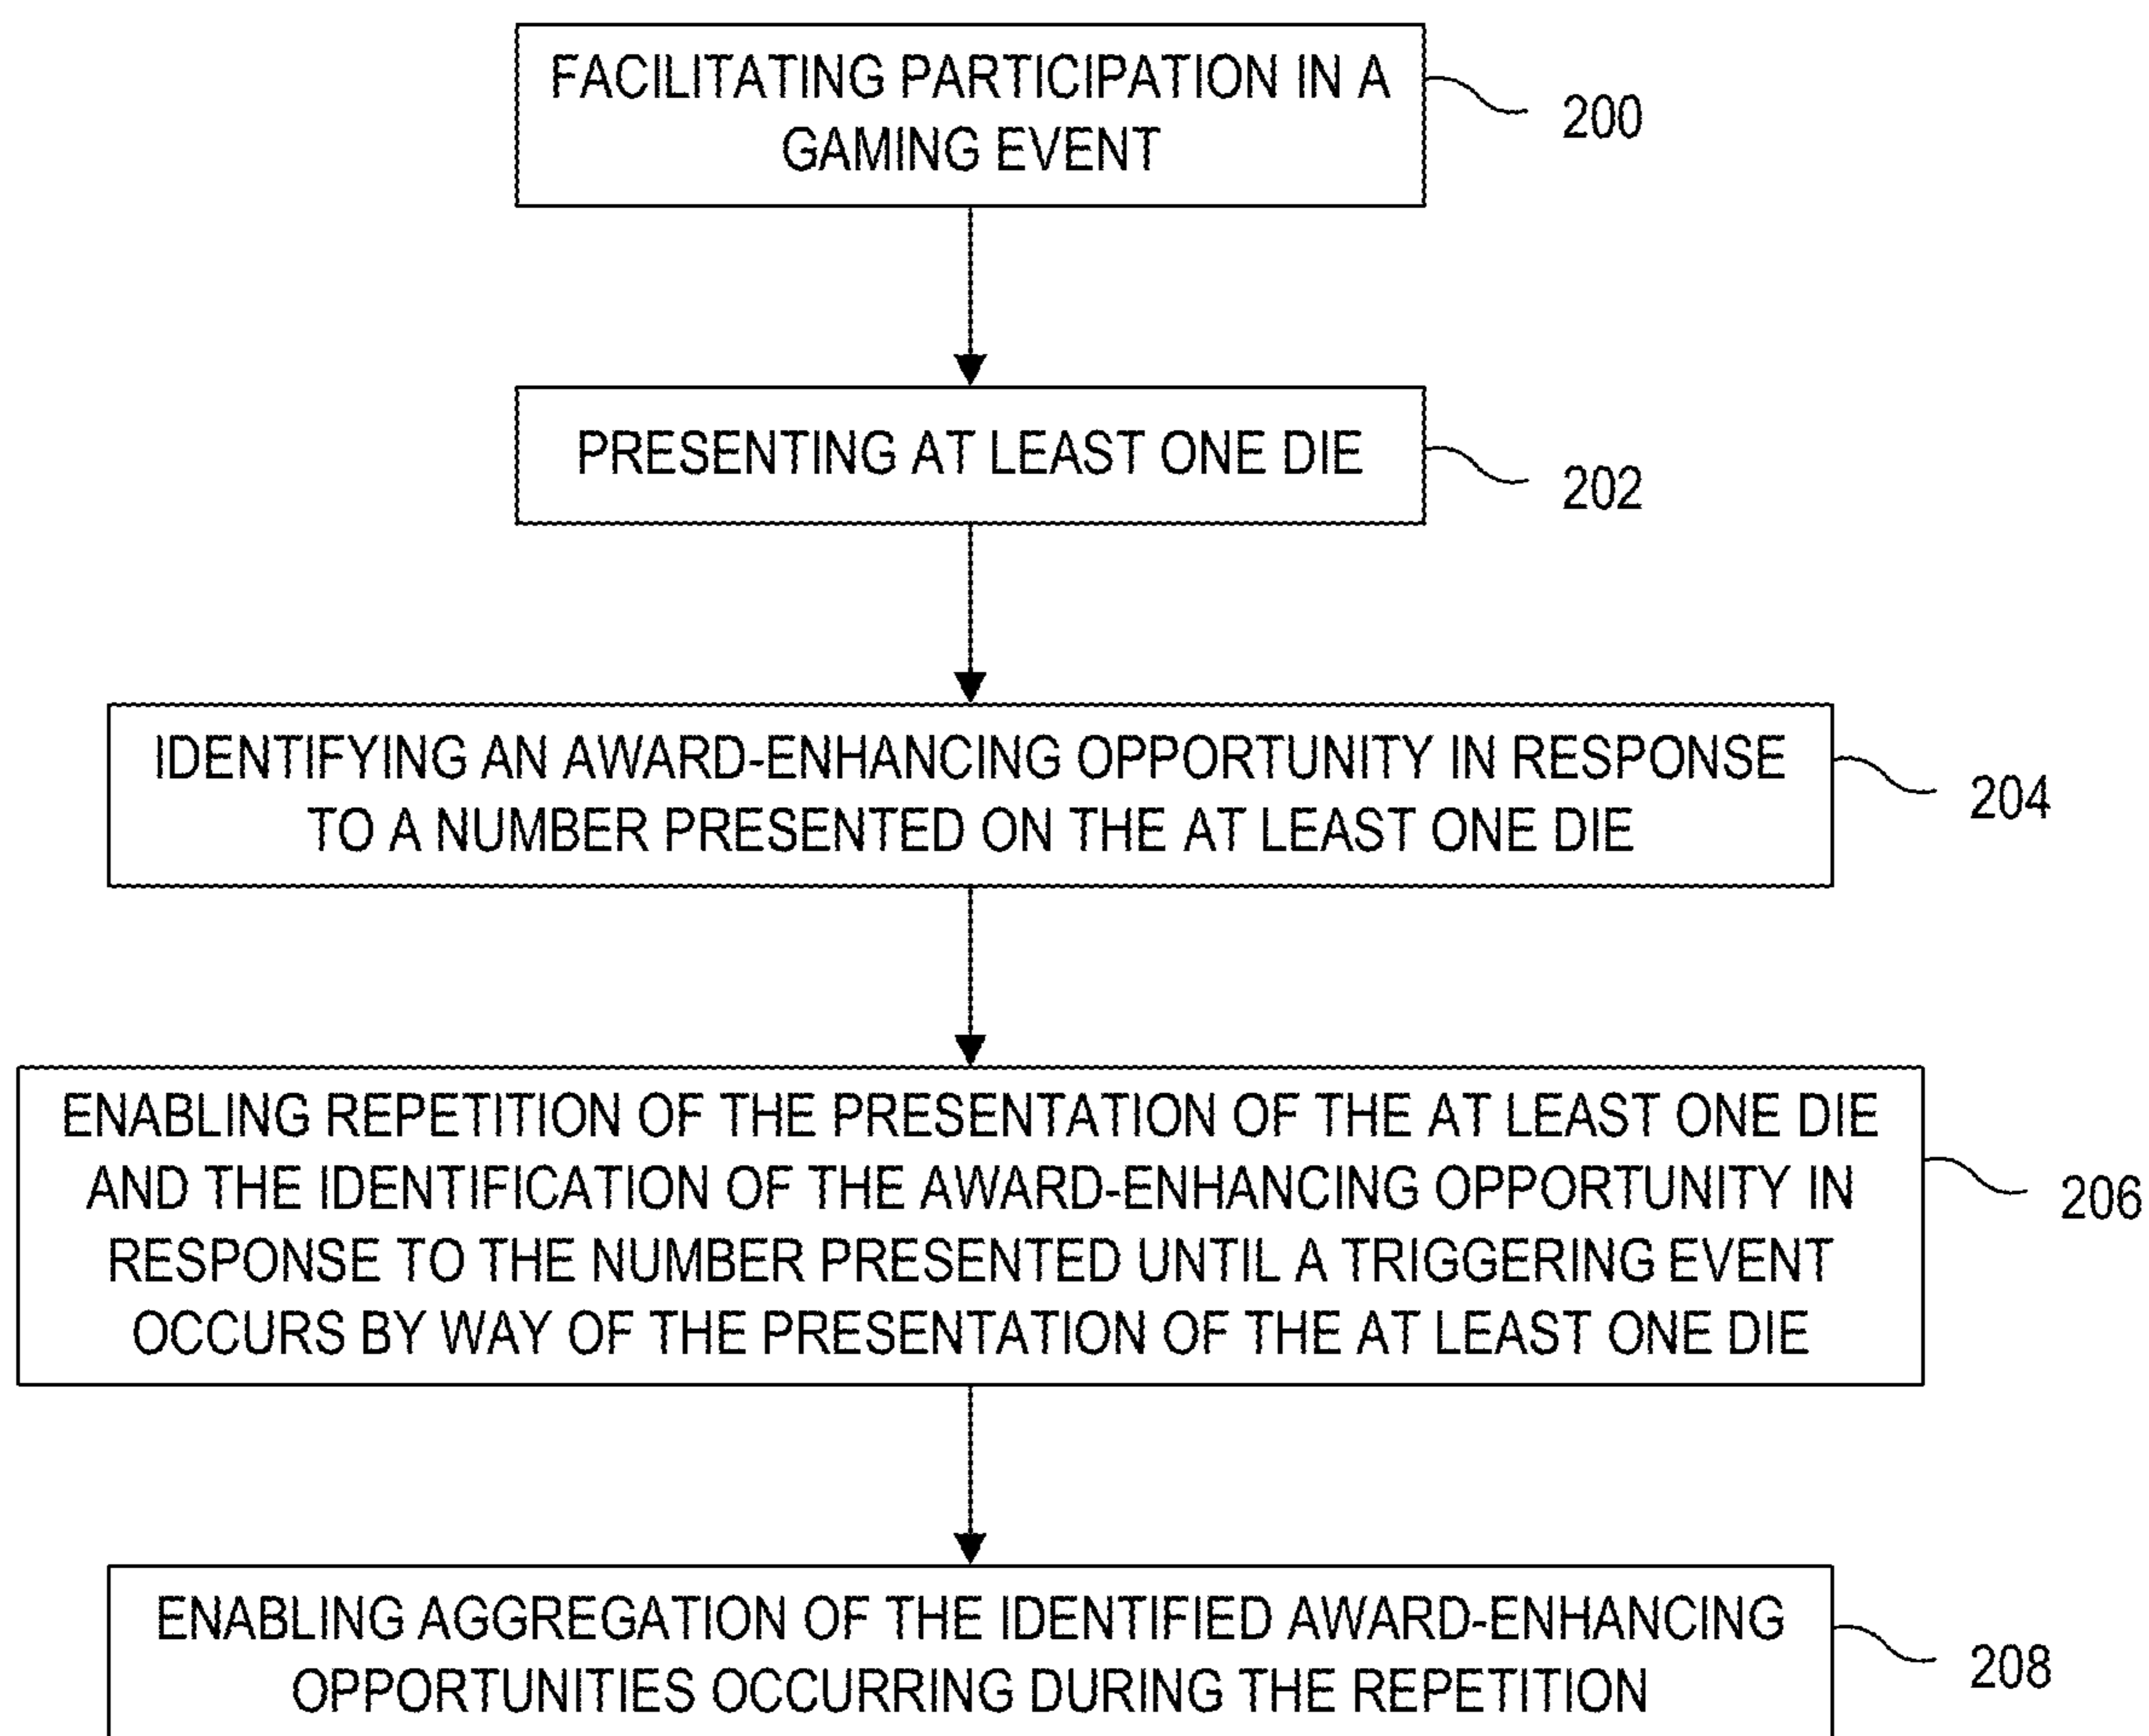 FACILITATING PARTICIPATION IN A
GAMING EVENT
200
PRESENTING AT LEAST ONE DIE
202
IDENTIFYING AN AWARD-ENHANCING OPPORTUNITY IN RESPONSE
TO A NUMBER PRESENTED ON THE AT LEAST ONE DIE
204
ENABLING REPETITION OF THE PRESENTATION OF THE AT LEAST ONE DIE
AND THE IDENTIFICATION OF THE AWARD-ENHANCING OPPORTUNITY IN
RESPONSE TO THE NUMBER PRESENTED UNTIL A TRIGGERING EVENT
OCCURS BY WAY OF THE PRESENTATION OF THE AT LEAST ONE DIE
206
ENABLING AGGREGATION OF THE IDENTIFIED AWARD-ENHANCING
OPPORTUNITIES OCCURRING DURING THE REPETITION
208